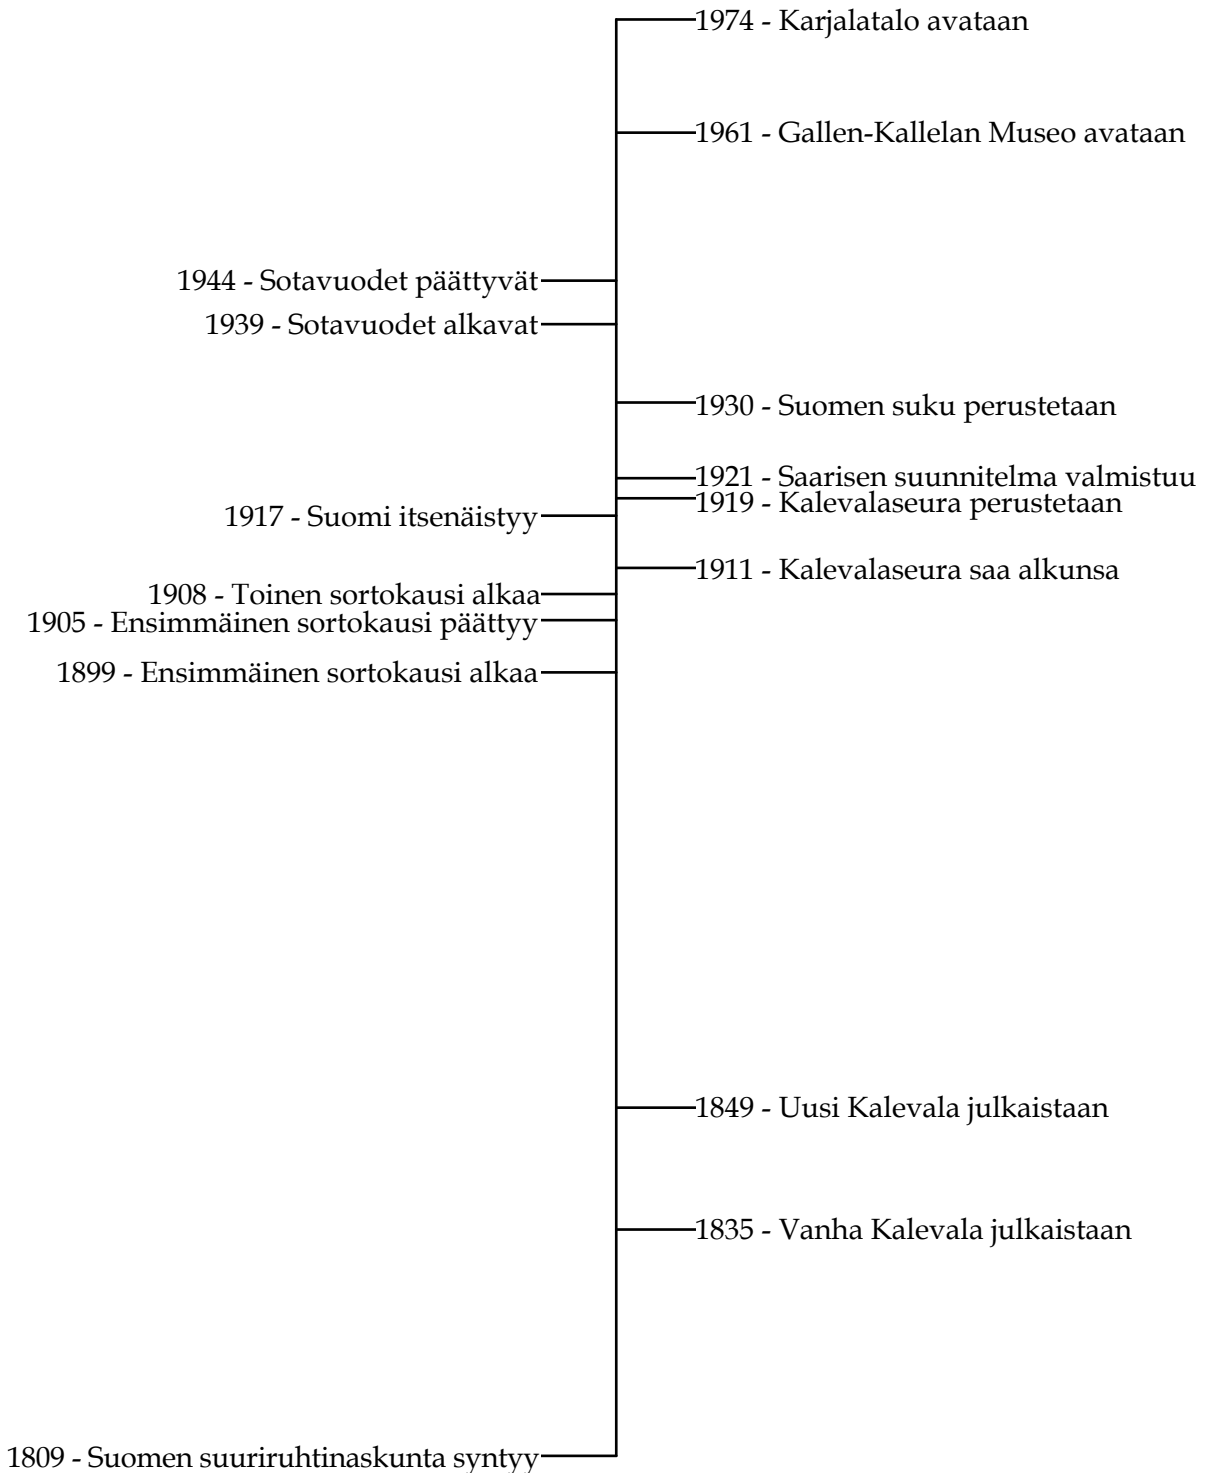 1974 - Karjalatalo avataan
1961 - Gallen-Kallelan Museo avataan
1944 - Sotavuodet päättyvät
1939 - Sotavuodet alkavat
1930 - Suomen suku perustetaan
1921 - Saarisen suunnitelma valmistuu
1919 - Kalevalaseura perustetaan
1917 - Suomi itsenäistyy
1911 - Kalevalaseura saa alkunsa
1908 - Toinen sortokausi alkaa
1905 - Ensimmäinen sortokausi päättyy
1899 - Ensimmäinen sortokausi alkaa
1849 - Uusi Kalevala julkaistaan
1835 - Vanha Kalevala julkaistaan
1809 - Suomen suuriruhtinaskunta syntyy